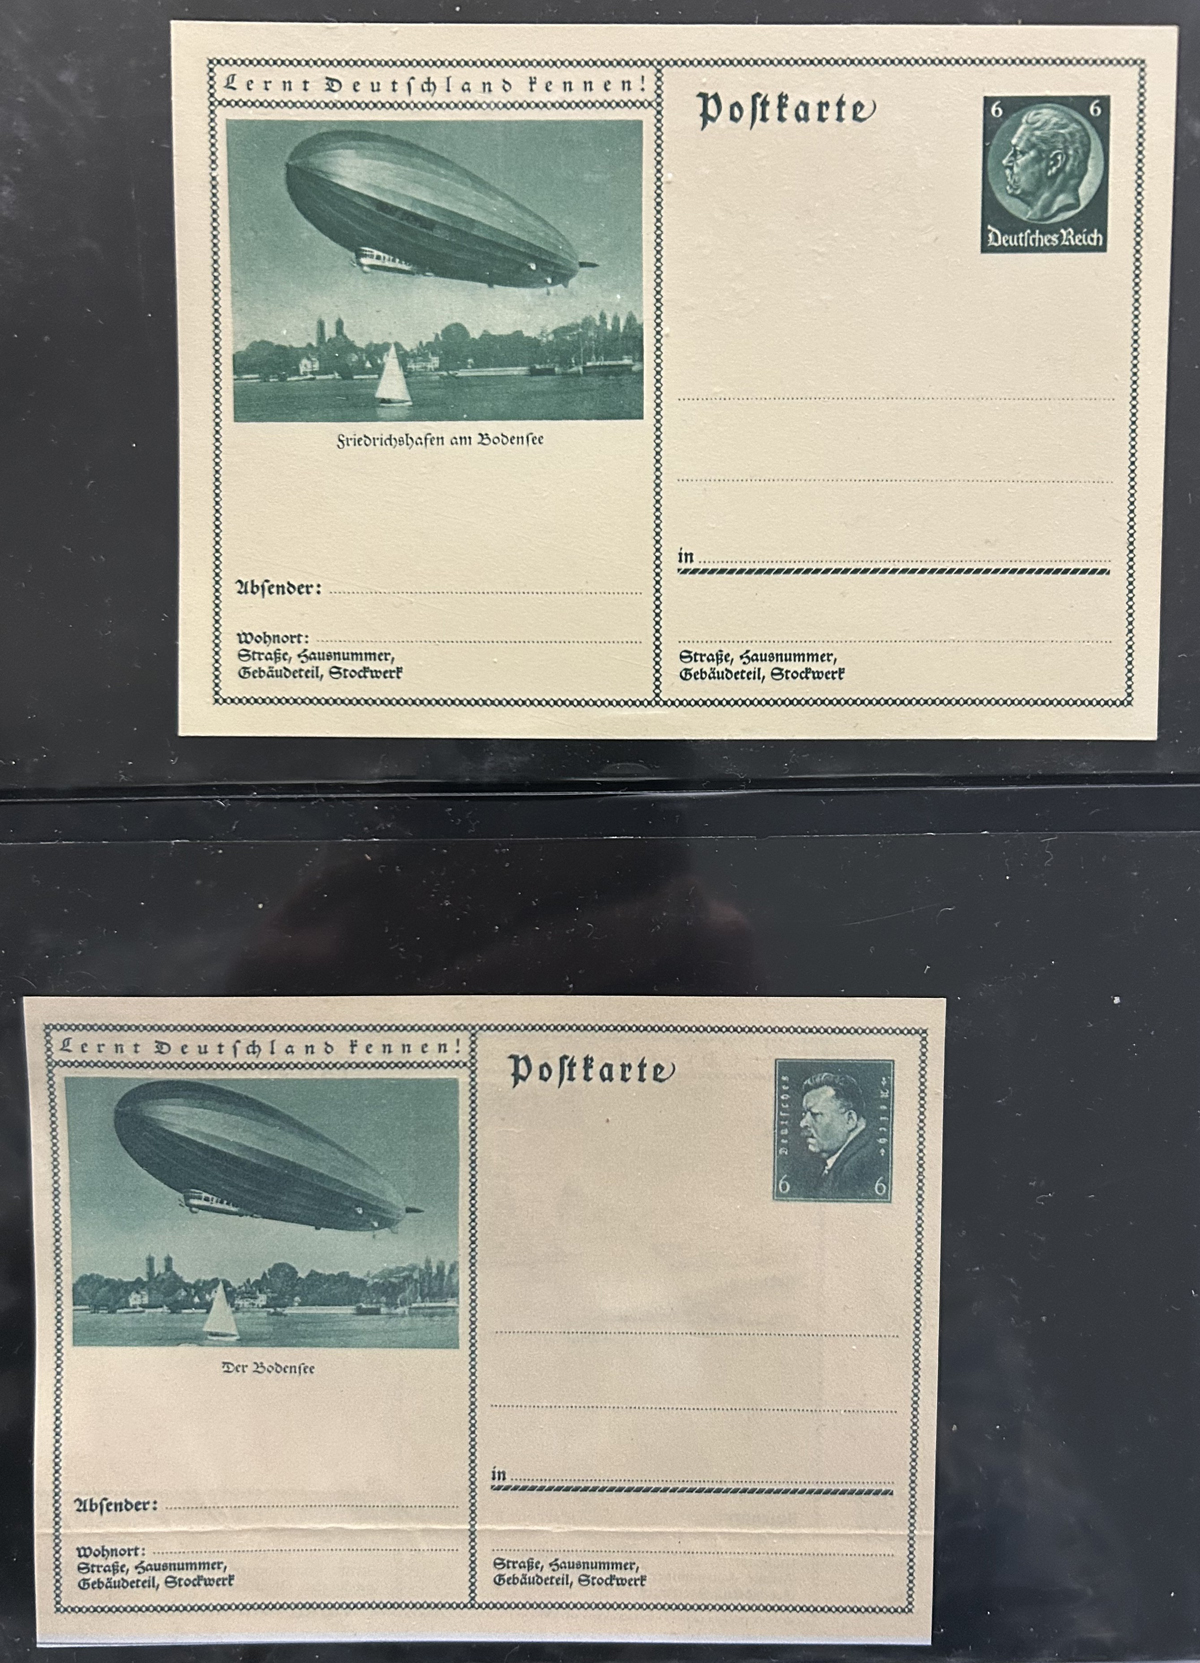 Lernt Deutſchland kennen!
Poſtkarte
6 6
Deutſches Reich
Friedrichshafen am Bodenſee
in
Abſender:
Wohnort:
Straße, Hausnummer,
Gebäudeteil, Stockwerk
Straße, Hausnummer,
Gebäudeteil, Stockwerk
Lernt Deutſchland kennen!
Poſtkarte
Deutſches
Reich
6 6
Der Bodenſee
in
Abſender:
Wohnort:
Straße, Hausnummer,
Gebäudeteil, Stockwerk
Straße, Hausnummer,
Gebäudeteil, Stockwerk